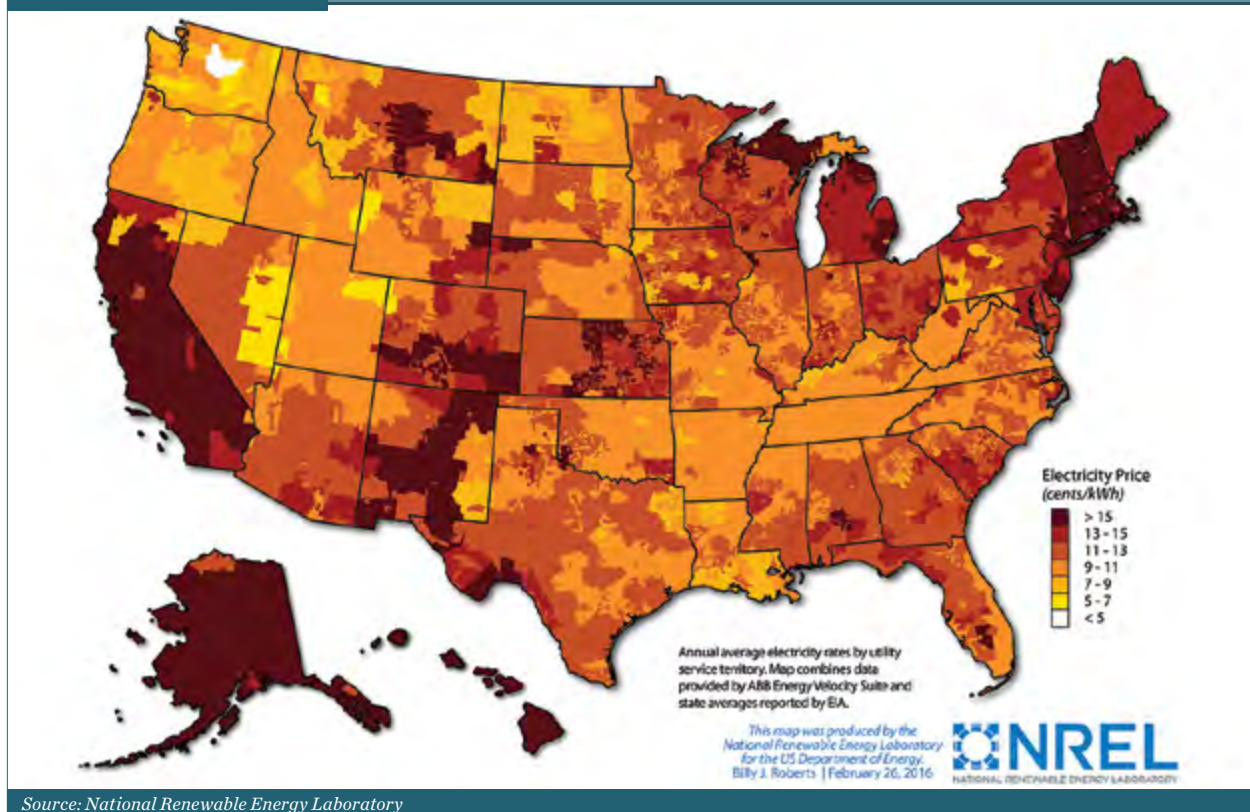 Electricity Price
(cents/kWh)
> 15
13 - 15
11 - 13
9 - 11
7 - 9
5 - 7
< 5
Annual average electricity rates by utility
service territory. Map combines data
provided by ABB Energy Velocity Suite and
state averages reported by EIA.
This map was produced by the
National Renewable Energy Laboratory
for the US Department of Energy.
Billy J. Roberts | February 26, 2016
NREL
NATIONAL RENEWABLE ENERGY LABORATORY
Source: National Renewable Energy Laboratory